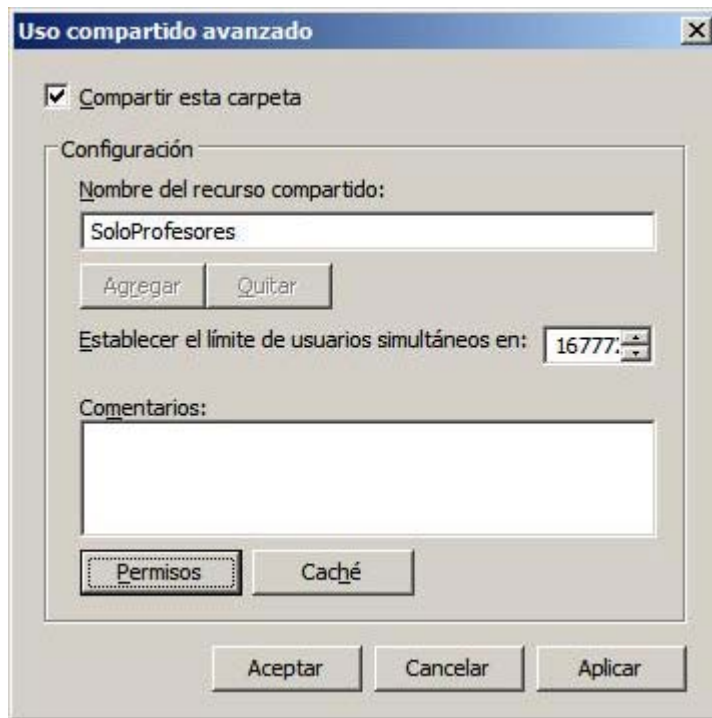 Uso compartido avanzado
Compartir esta carpeta
Configuración
Nombre del recurso compartido:
SoloProfesores
Agregar Quitar
Establecer el límite de usuarios simultáneos en:
Comentarios:
Permisos Caché
Aceptar Cancelar Aplicar